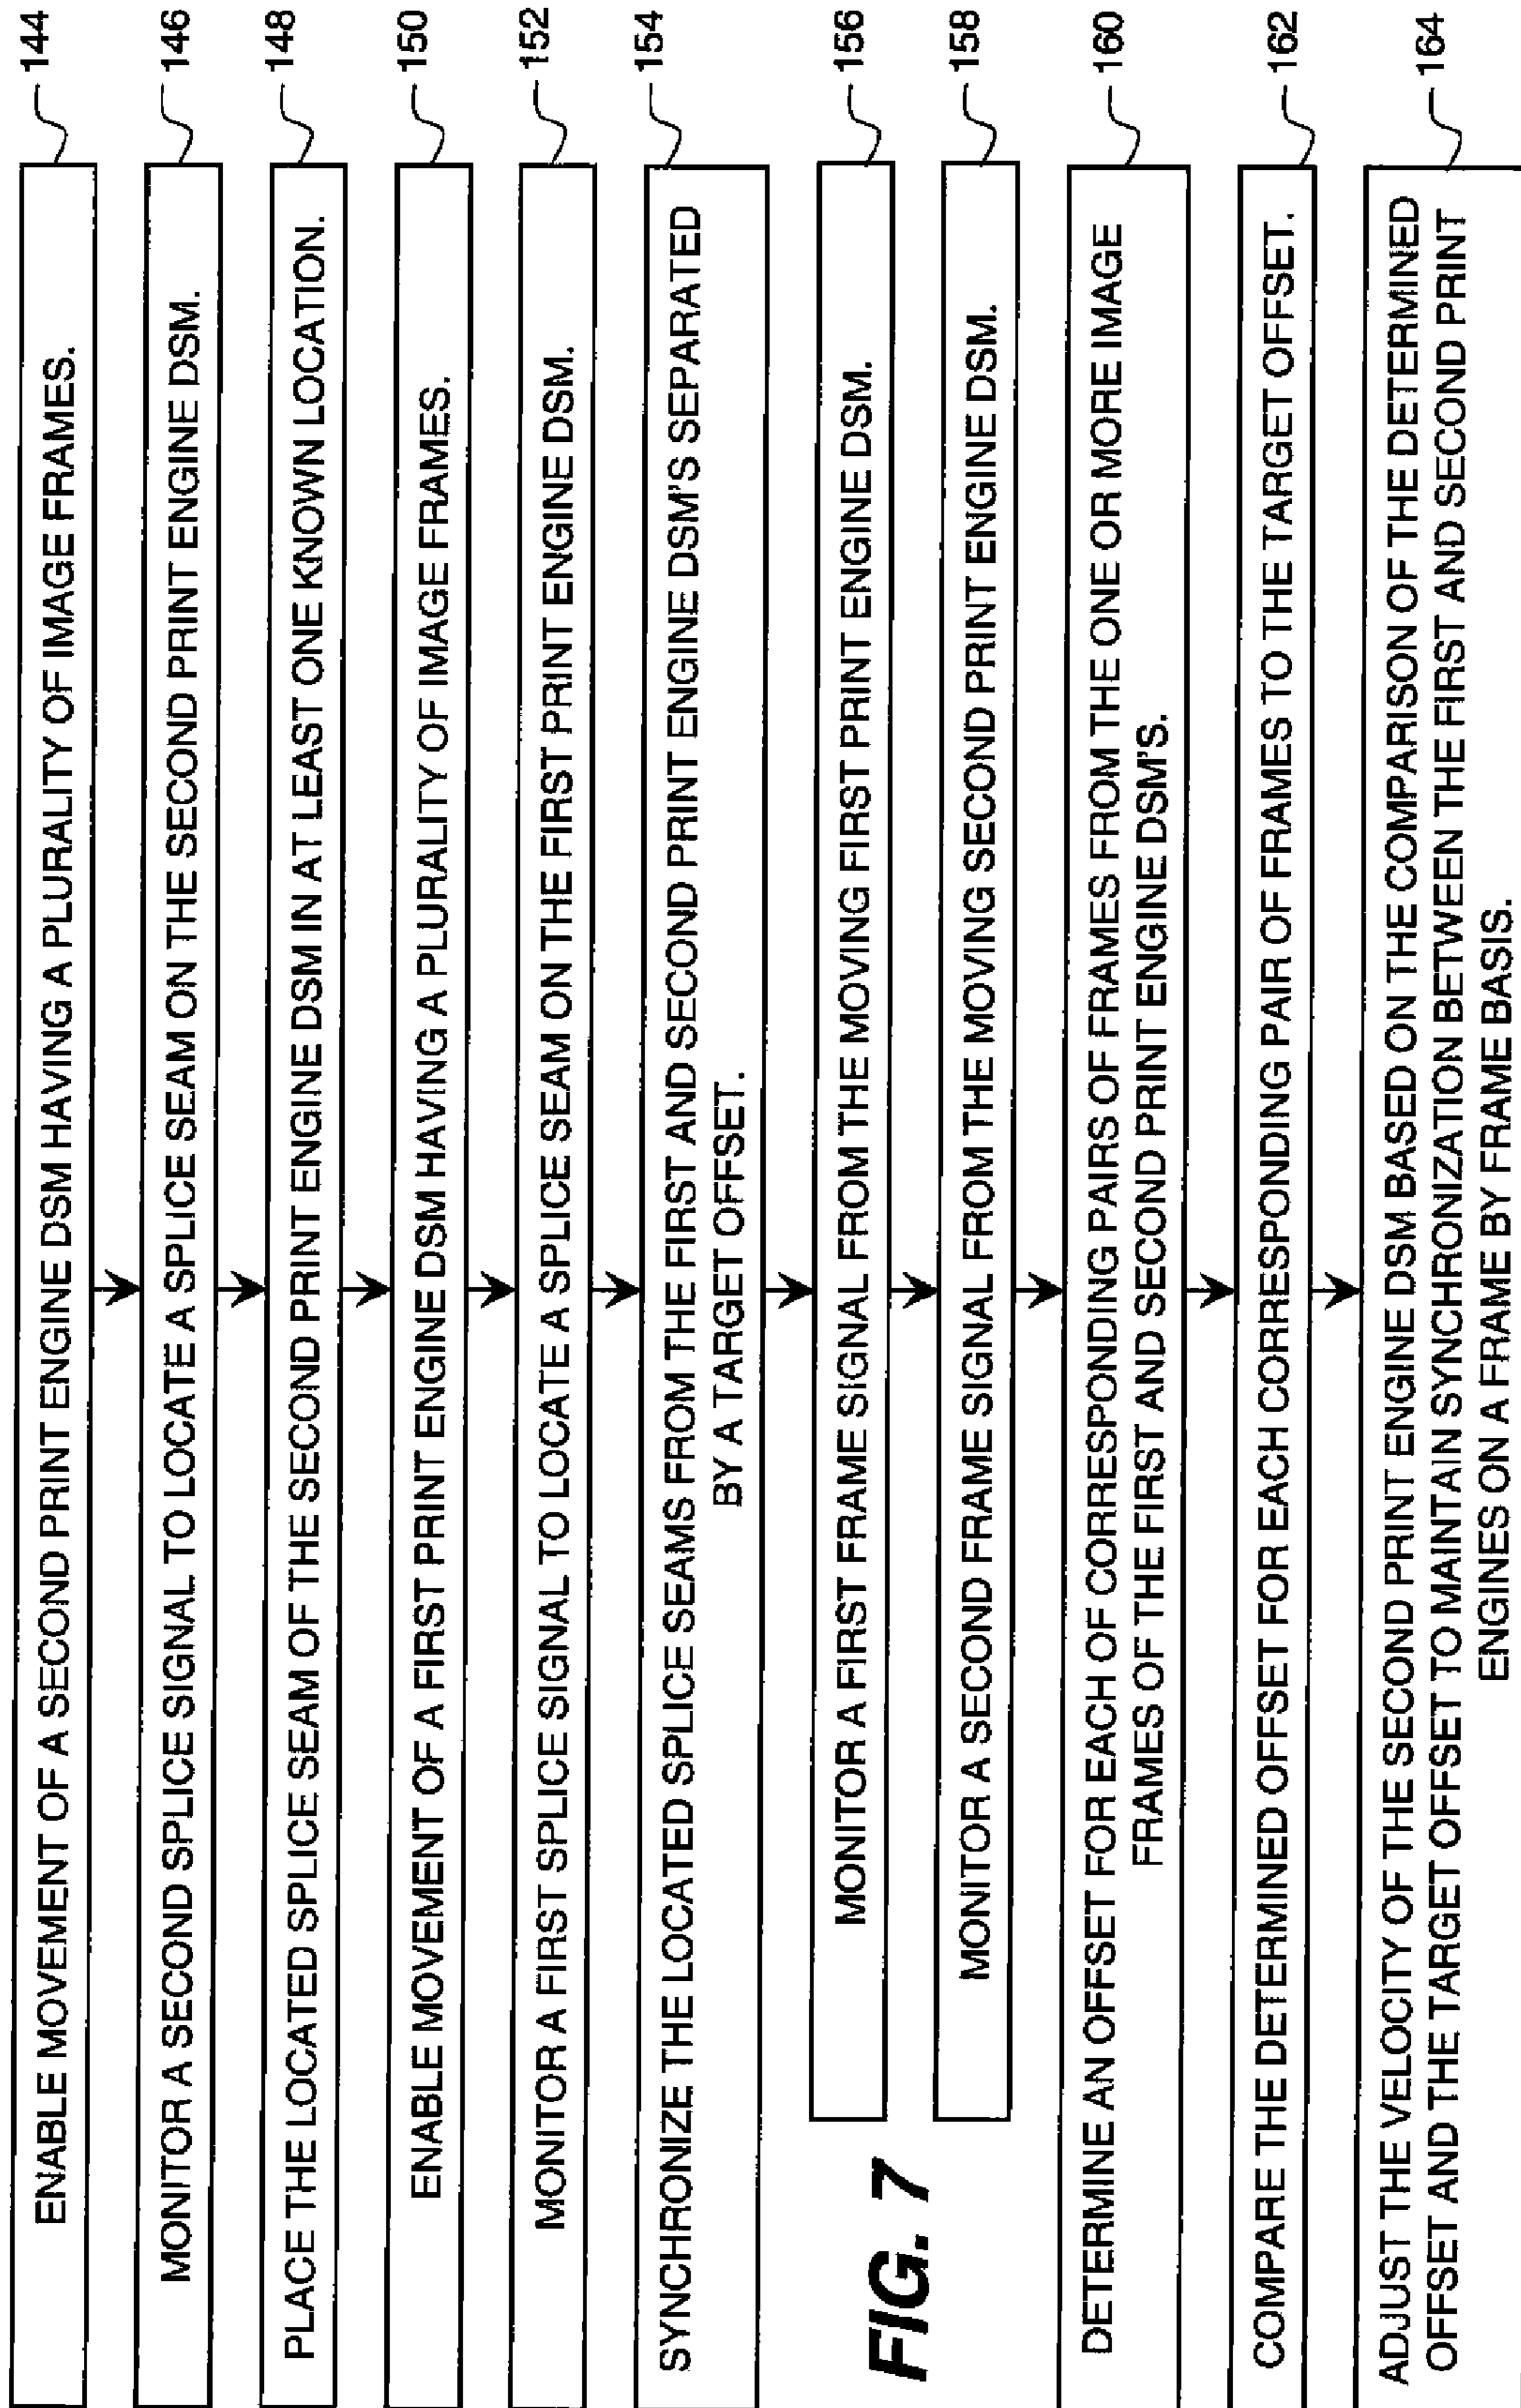 ENABLE MOVEMENT OF A SECOND PRINT ENGINE DSM HAVING A PLURALITY OF IMAGE FRAMES.
144
MONITOR A SECOND SPLICE SIGNAL TO LOCATE A SPLICE SEAM ON THE SECOND PRINT ENGINE DSM.
146
PLACE THE LOCATED SPLICE SEAM OF THE SECOND PRINT ENGINE DSM IN AT LEAST ONE KNOWN LOCATION.
148
ENABLE MOVEMENT OF A FIRST PRINT ENGINE DSM HAVING A PLURALITY OF IMAGE FRAMES.
150
MONITOR A FIRST SPLICE SIGNAL TO LOCATE A SPLICE SEAM ON THE FIRST PRINT ENGINE DSM.
152
SYNCHRONIZE THE LOCATED SPLICE SEAMS FROM THE FIRST AND SECOND PRINT ENGINE DSM'S SEPARATED
BY A TARGET OFFSET.
154
MONITOR A FIRST FRAME SIGNAL FROM THE MOVING FIRST PRINT ENGINE DSM.
156
MONITOR A SECOND FRAME SIGNAL FROM THE MOVING SECOND PRINT ENGINE DSM.
158
DETERMINE AN OFFSET FOR EACH OF CORRESPONDING PAIRS OF FRAMES FROM THE ONE OR MORE IMAGE
FRAMES OF THE FIRST AND SECOND PRINT ENGINE DSM'S.
160
COMPARE THE DETERMINED OFFSET FOR EACH CORRESPONDING PAIR OF FRAMES TO THE TARGET OFFSET.
162
ADJUST THE VELOCITY OF THE SECOND PRINT ENGINE DSM BASED ON THE COMPARISON OF THE DETERMINED
OFFSET AND THE TARGET OFFSET TO MAINTAIN SYNCHRONIZATION BETWEEN THE FIRST AND SECOND PRINT
ENGINES ON A FRAME BY FRAME BASIS.
164
FIG. 7